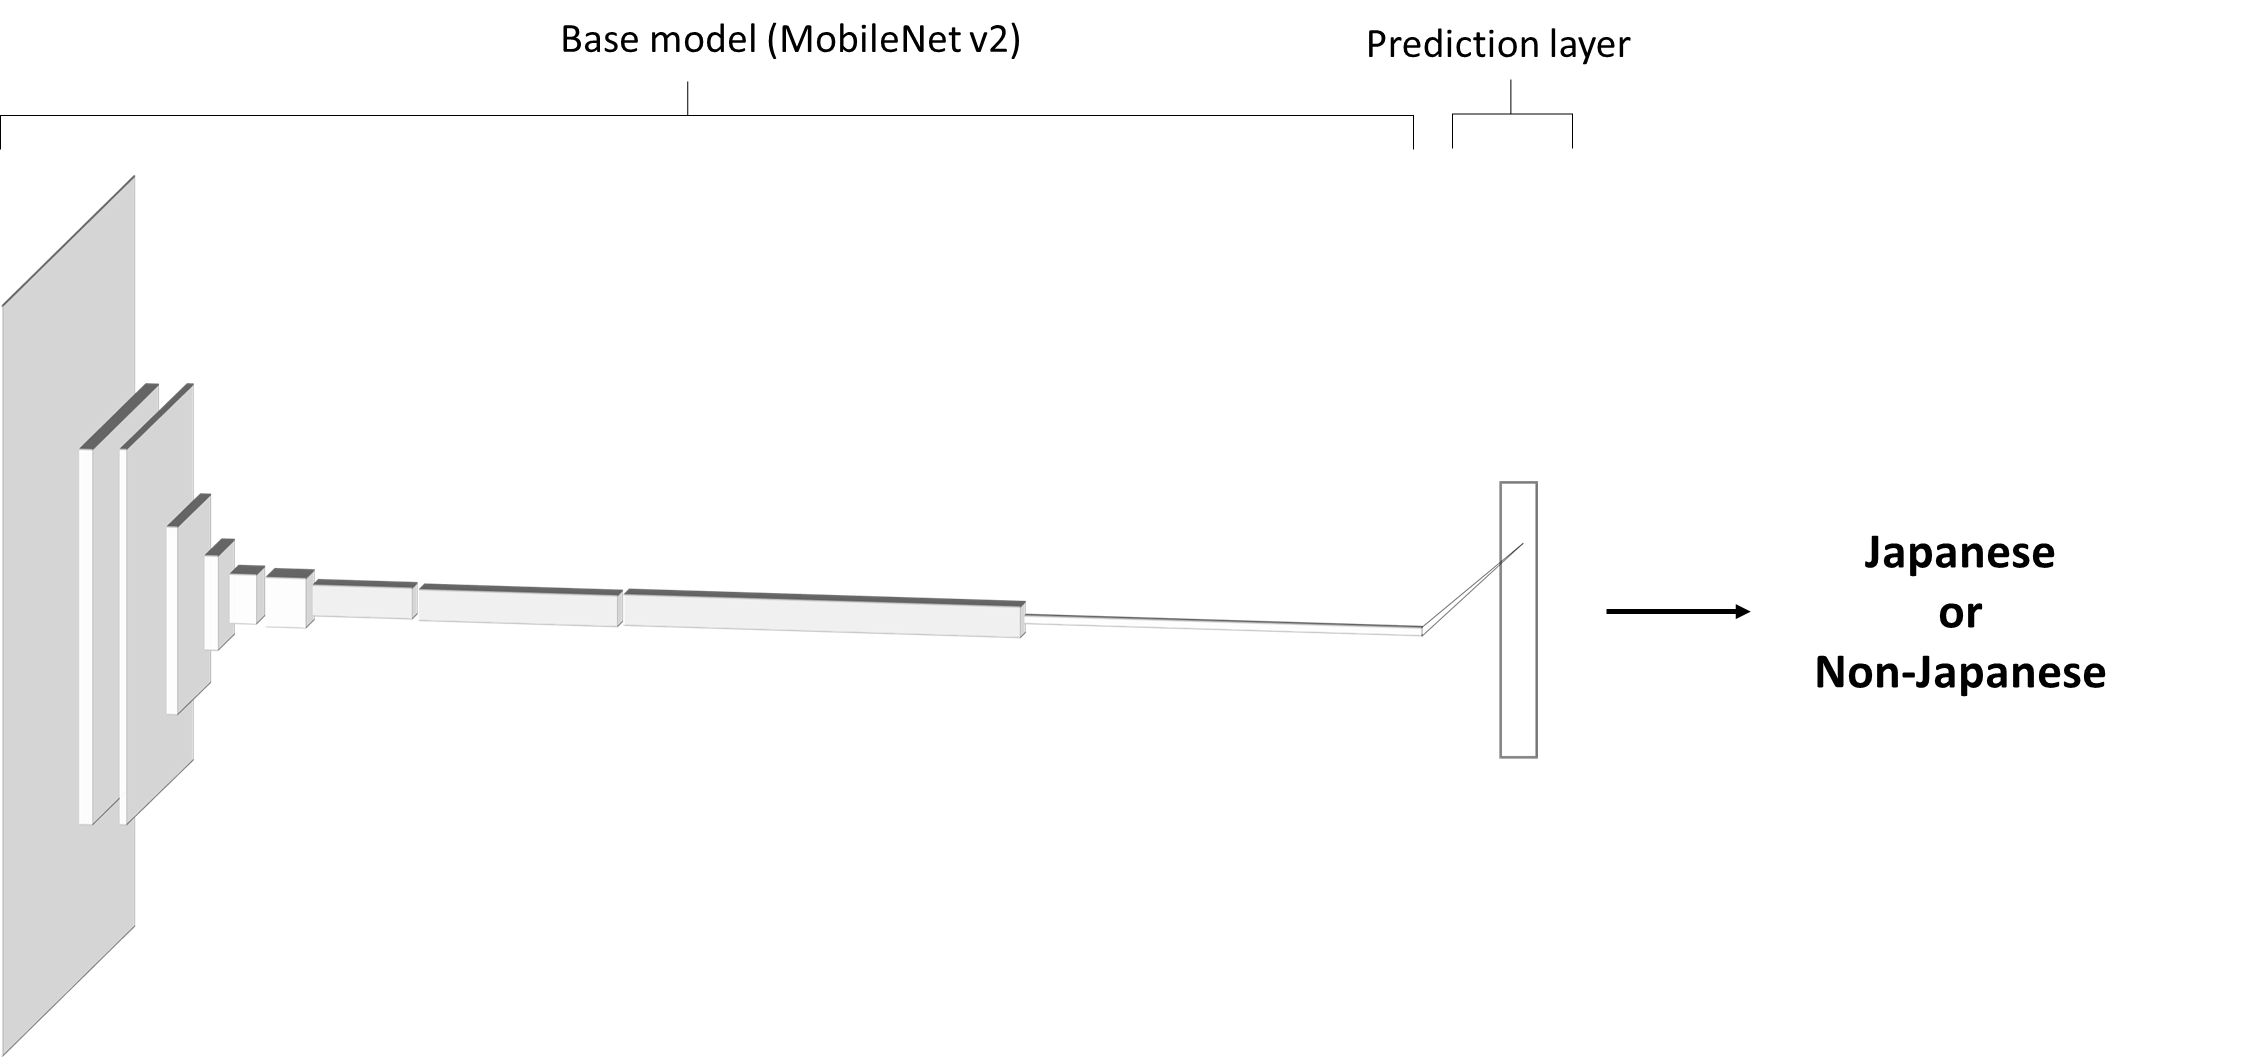 Base model (MobileNet v2)
Prediction layer
Japanese
or
Non-Japanese